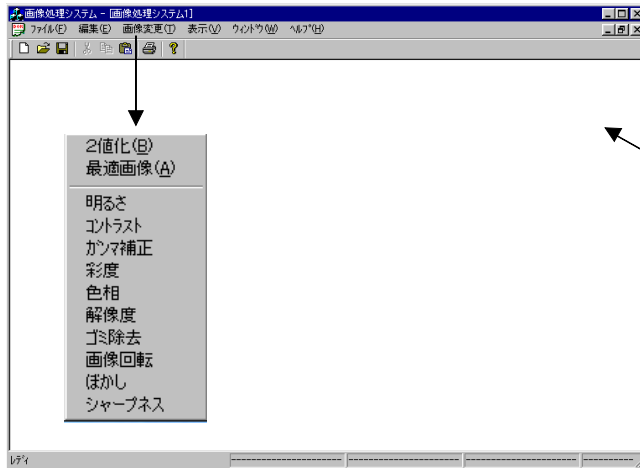 画像処理システム - [画像処理システム1]
ファイル(F) 編集(E) 画像変更(T) 表示(V) ウィンドウ(W) ヘルプ(H)
2値化(B)
最適画像(A)
明るさ
コントラスト
ガンマ補正
彩度
色相
解像度
ゴミ除去
画像回転
ぼかし
シャープネス
レディ